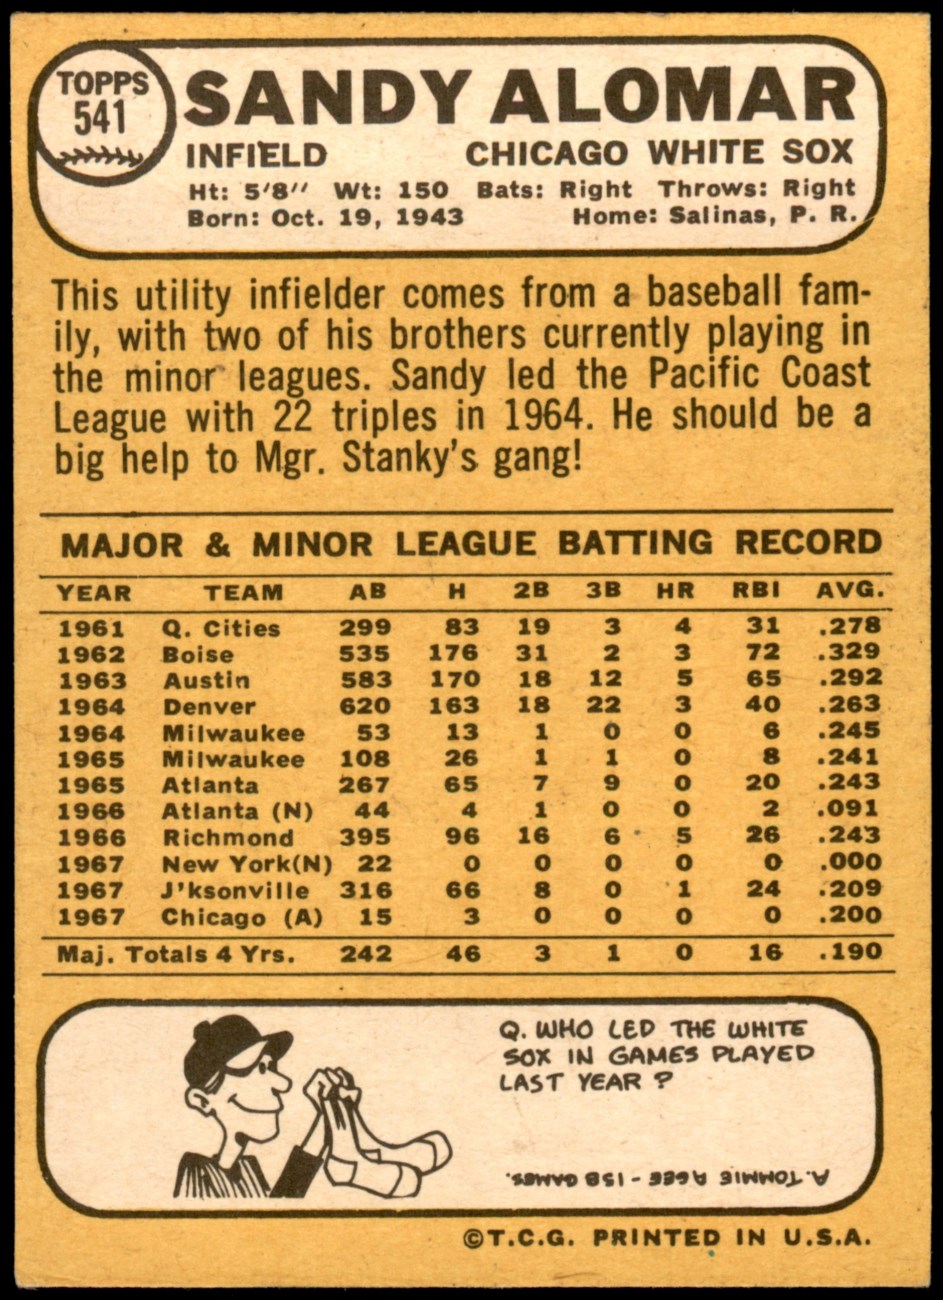 TOPPS
541
SANDY ALOMAR
INFIELD CHICAGO WHITE SOX
Ht: 5'8" Wt: 150 Bats: Right Throws: Right
Born: Oct. 19, 1943 Home: Salinas, P. R.
This utility infielder comes from a baseball fam-
ily, with two of his brothers currently playing in
the minor leagues. Sandy led the Pacific Coast
League with 22 triples in 1964. He should be a
big help to Mgr. Stanky's gang!
MAJOR & MINOR LEAGUE BATTING RECORD
YEAR TEAM AB H 2B 3B HR RBI AVG.
1961 Q. Cities 299 83 19 3 4 31 .278
1962 Boise 535 176 31 2 3 72 .329
1963 Austin 583 170 18 12 5 65 .292
1964 Denver 620 163 18 22 3 40 .263
1964 Milwaukee 53 13 1 0 0 6 .245
1965 Milwaukee 108 26 1 1 0 8 .241
1965 Atlanta 267 65 7 9 0 20 .243
1966 Atlanta (N) 44 4 1 0 0 2 .091
1966 Richmond 395 96 16 6 5 26 .243
1967 New York(N) 22 0 0 0 0 0 .000
1967 J'ksonville 316 66 8 0 1 24 .209
1967 Chicago (A) 15 3 0 0 0 0 .200
Maj. Totals 4 Yrs. 242 46 3 1 0 16 .190
Q. WHO LED THE WHITE
SOX IN GAMES PLAYED
LAST YEAR ?
A. TOMMIE AGEE - 158 GAMES.
©T.C.G. PRINTED IN U.S.A.